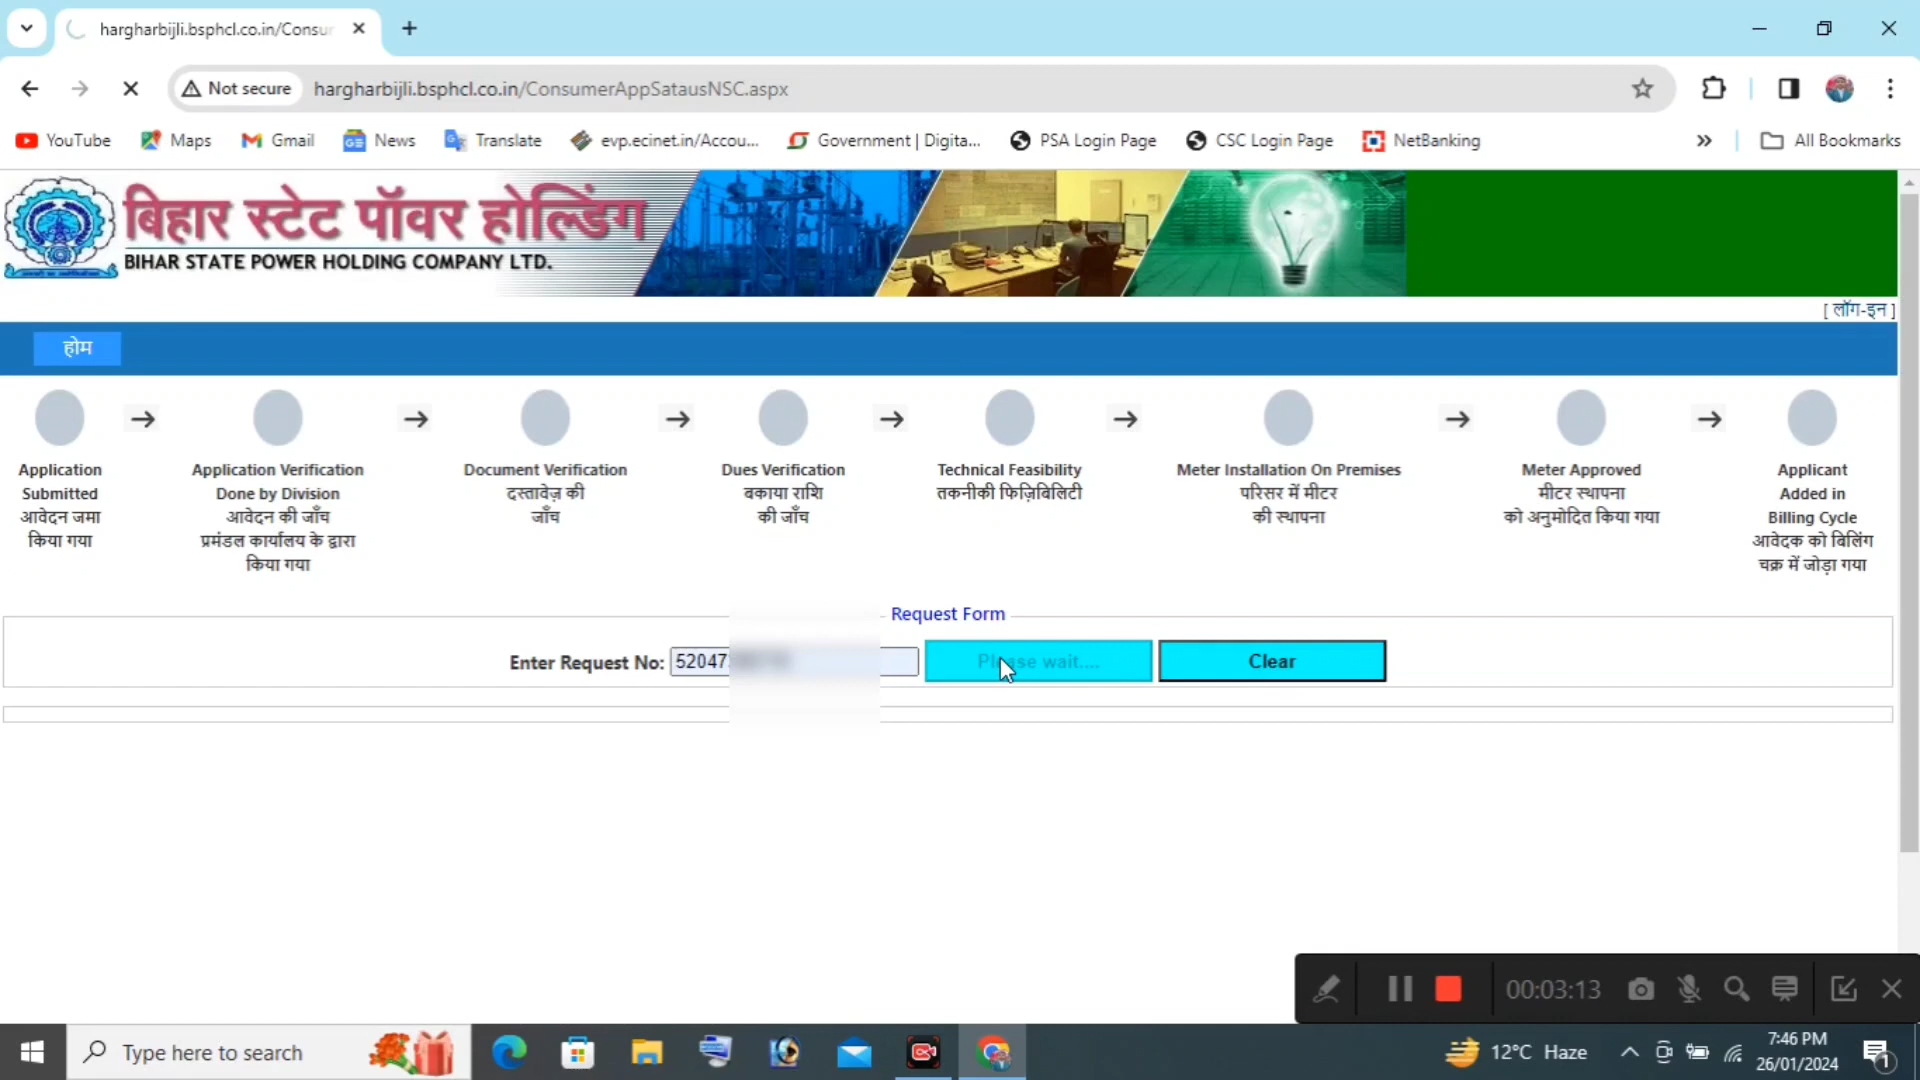 hargharbijli.bsphcl.co.in/Consu
Not secure hargharbijli.bsphcl.co.in/ConsumerAppSatausNSC.aspx
YouTube Maps Gmail News Translate evp.ecinet.in/Accou... Government | Digita... PSA Login Page CSC Login Page NetBanking » All Bookmarks
बिहार स्टेट पॉवर होल्डिंग
BIHAR STATE POWER HOLDING COMPANY LTD.
[ लॉग-इन ]
होम
Application
Submitted
आवेदन जमा
किया गया
Application Verification
Done by Division
आवेदन की जाँच
प्रमंडल कार्यालय के द्वारा
किया गया
Document Verification
दस्तावेज़ की
जाँच
Dues Verification
बकाया राशि
की जाँच
Technical Feasibility
तकनीकी फिज़िबिलिटी
Meter Installation On Premises
परिसर में मीटर
की स्थापना
Meter Approved
मीटर स्थापना
को अनुमोदित किया गया
Applicant
Added in
Billing Cycle
आवेदक को बिलिंग
चक्र में जोड़ा गया
Request Form
Enter Request No: 52047 Please wait.... Clear
00:03:13
Type here to search
12°C Haze
7:46 PM
26/01/2024
1